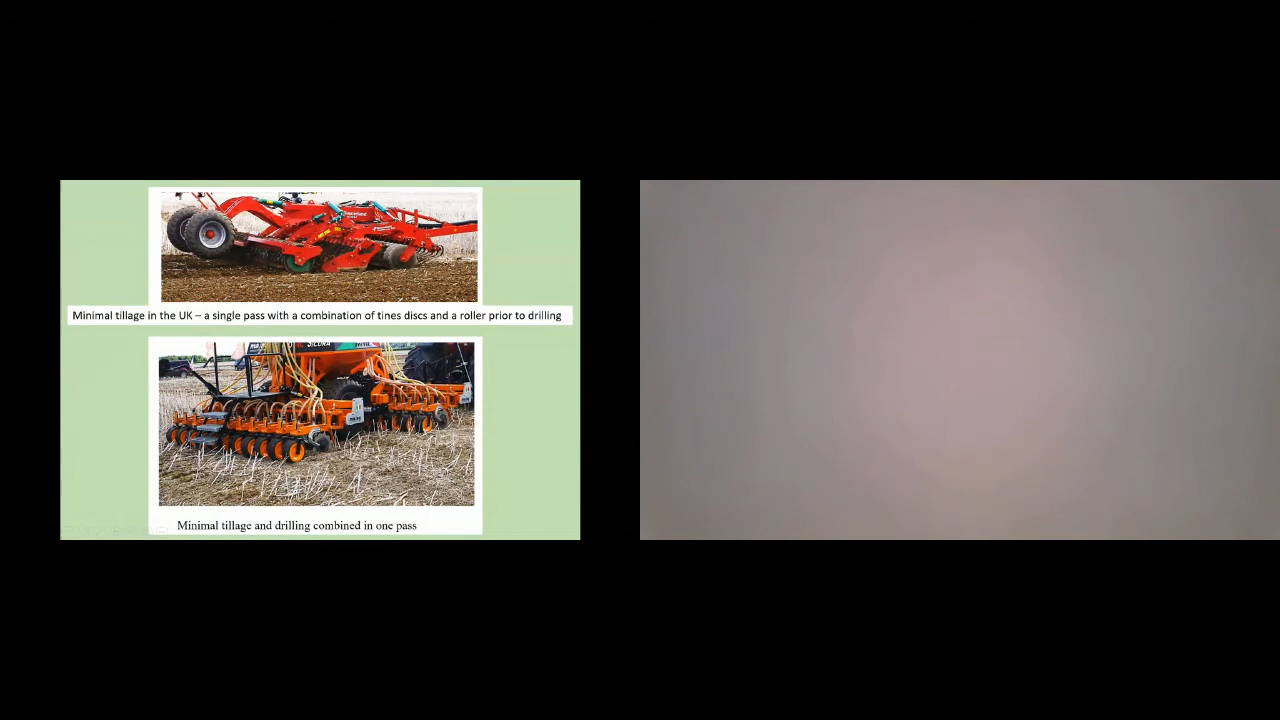 Minimal tillage in the UK – a single pass with a combination of tines discs and a roller prior to drilling
Minimal tillage and drilling combined in one pass